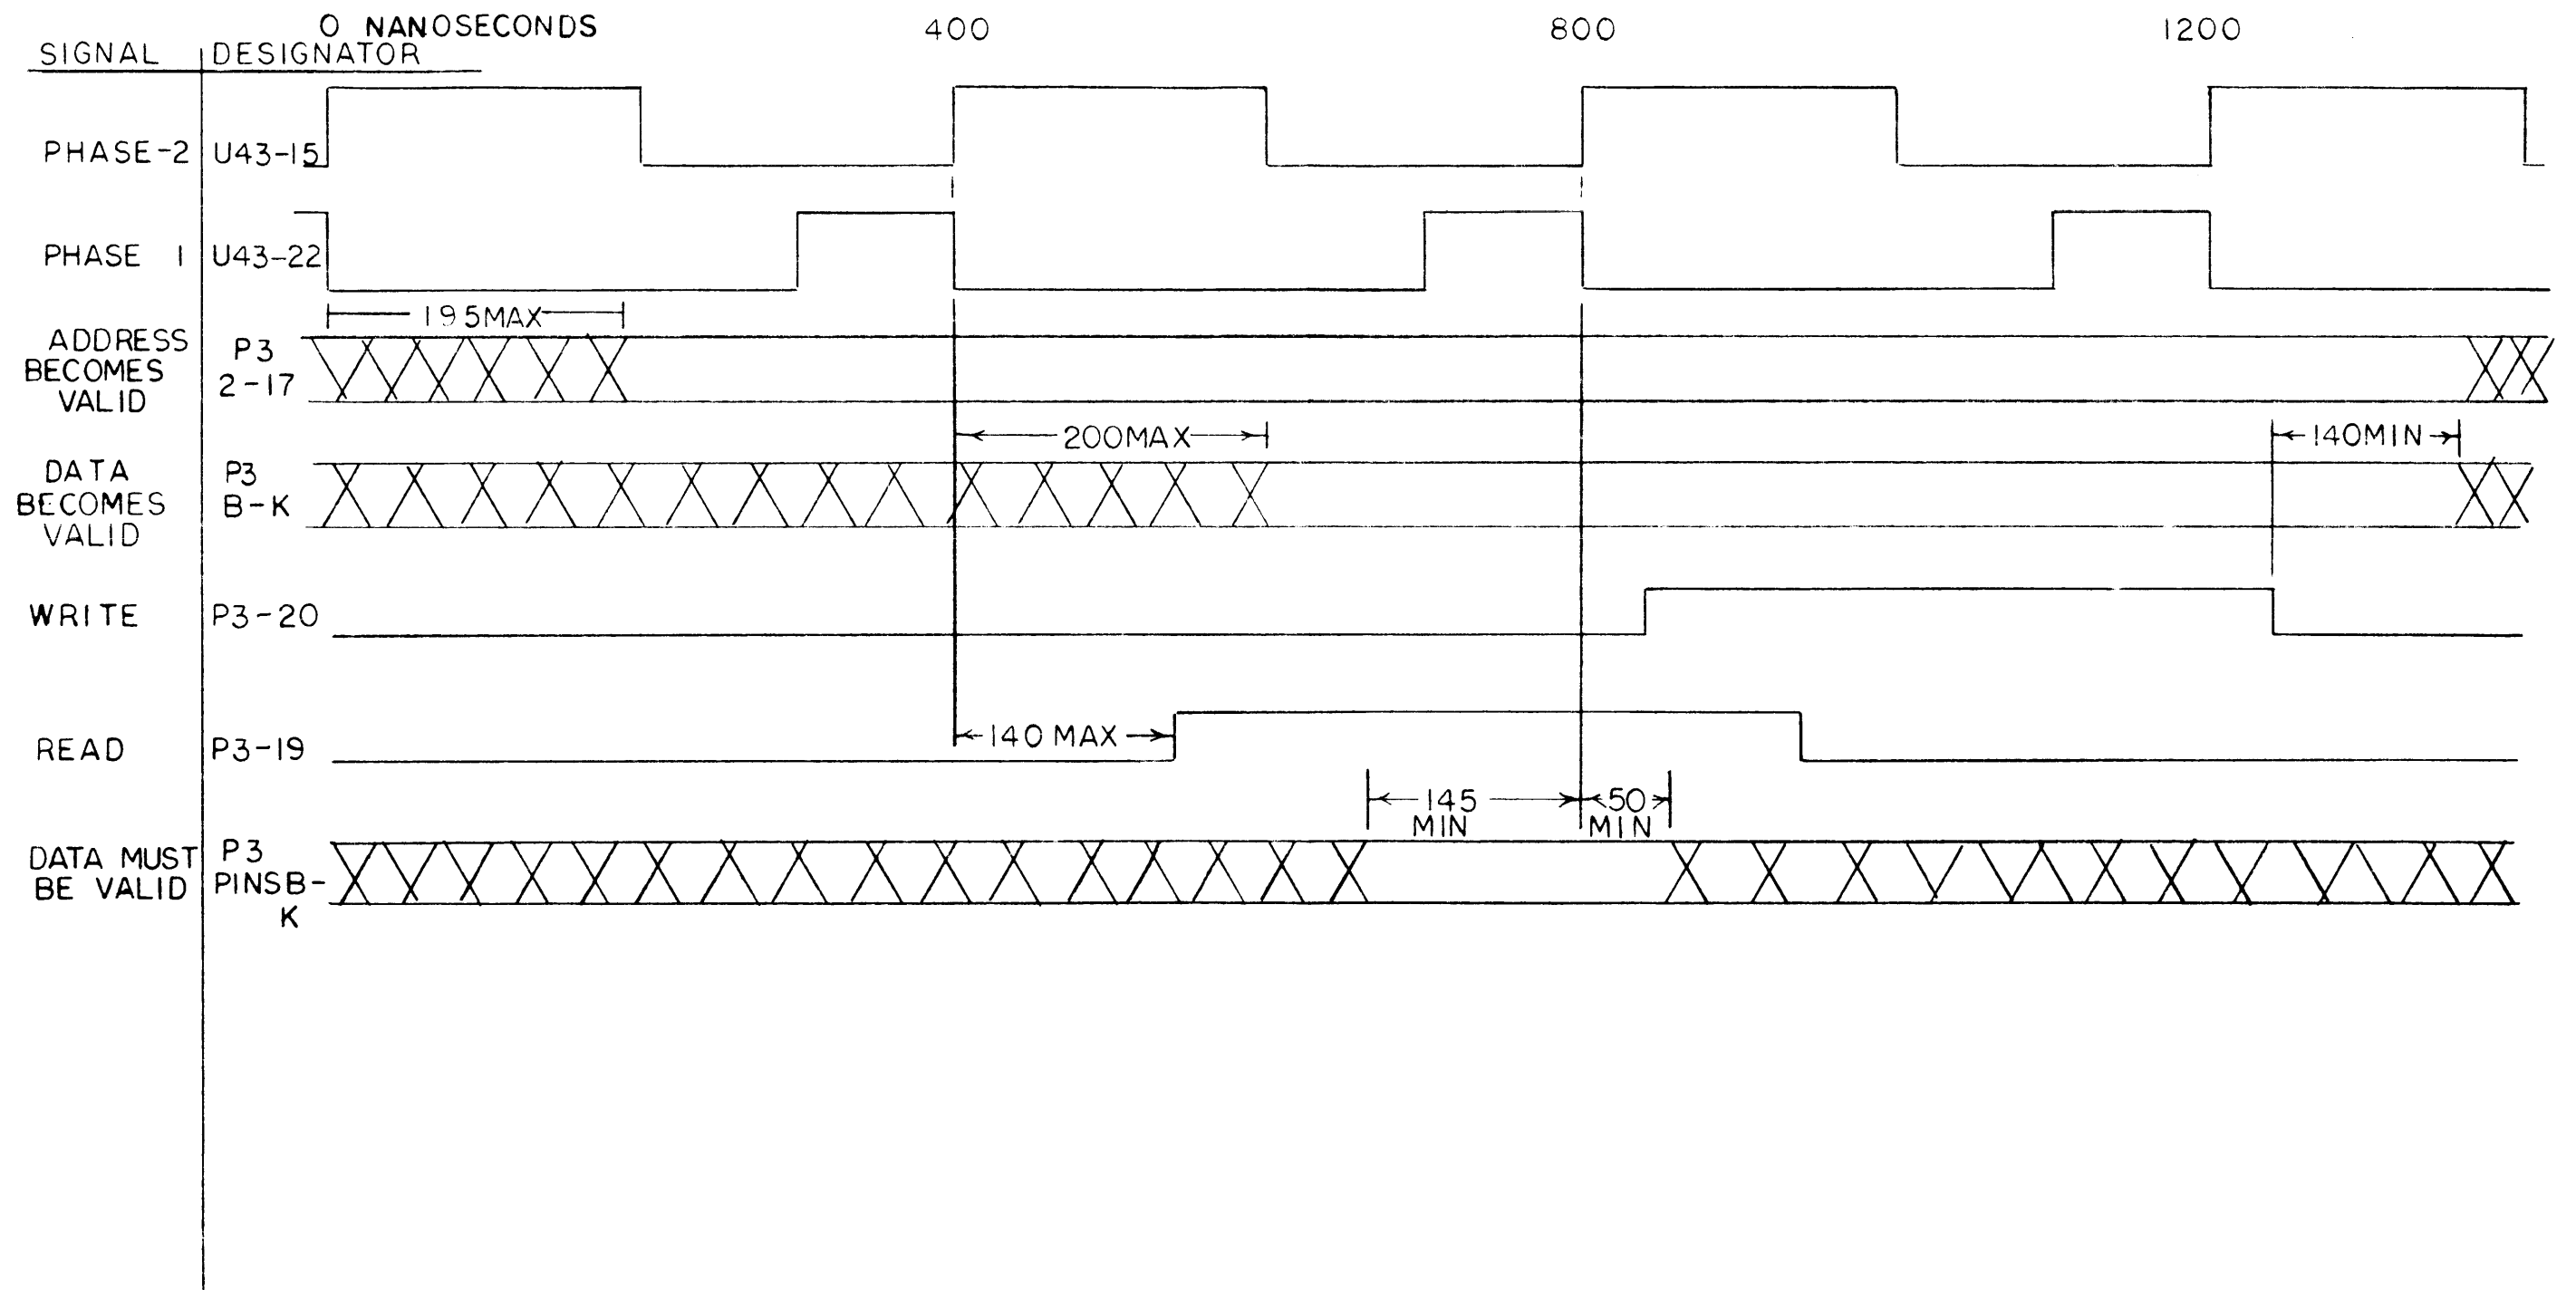 0 NANOSECONDS 400 800 1200
SIGNAL DESIGNATOR
PHASE-2 U43-15
PHASE 1 U43-22
195MAX
ADDRESS
BECOMES
VALID
P3
2-17
200MAX
140MIN
DATA
BECOMES
VALID
P3
B-K
WRITE P3-20
READ P3-19
140 MAX
145
MIN
50
MIN
DATA MUST
BE VALID
P3
PINSB-
K